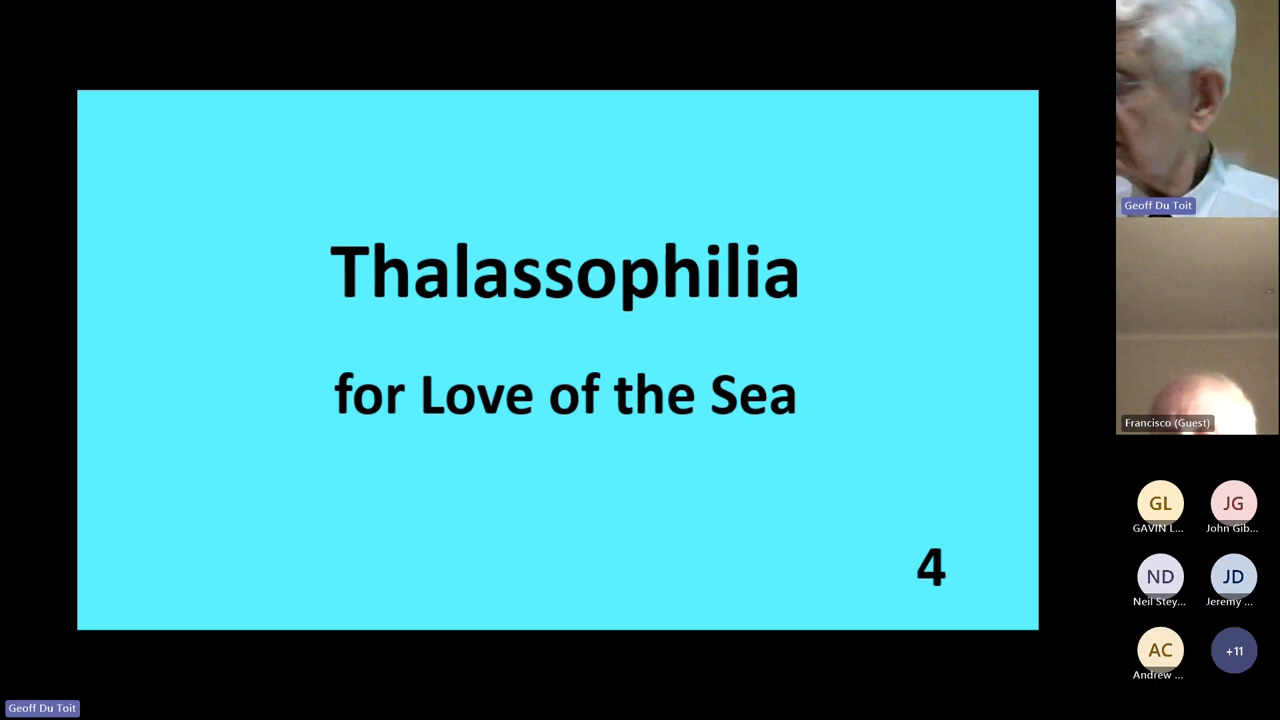 Thalassophilia
for Love of the Sea
4
Geoff Du Toit
Francisco (Guest)
GL
JG
GAVIN L...
John Gib...
ND
JD
Neil Stey...
Jeremy ...
AC
+11
Andrew ...
Geoff Du Toit